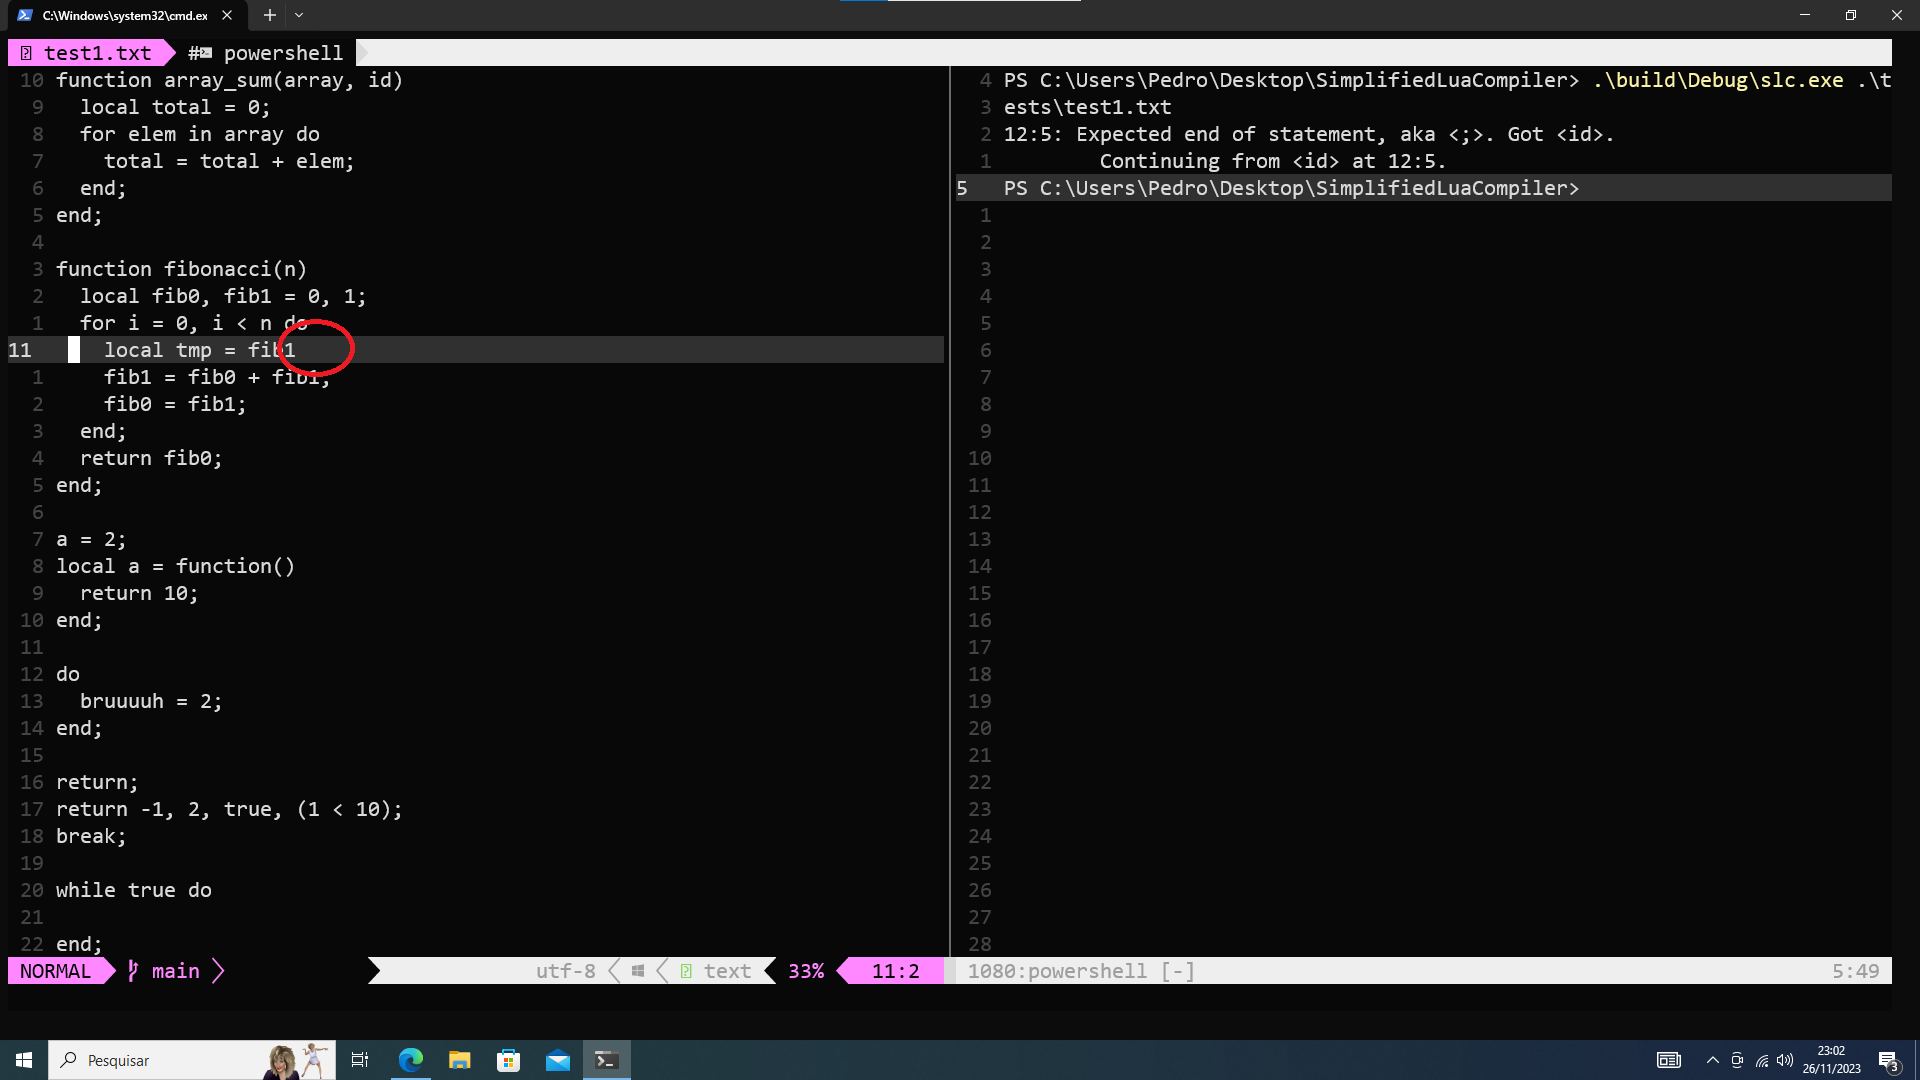 C:\Windows\system32\cmd.ex
test1.txt # powershell
10 function array_sum(array, id)
9 local total = 0;
8 for elem in array do
7 total = total + elem;
6 end;
5 end;
4
3 function fibonacci(n)
2 local fib0, fib1 = 0, 1;
1 for i = 0, i < n do
11 local tmp = fib1
1 fib1 = fib0 + fib1;
2 fib0 = fib1;
3 end;
4 return fib0;
5 end;
6
7 a = 2;
8 local a = function()
9 return 10;
10 end;
11
12 do
13 bruuuuh = 2;
14 end;
15
16 return;
17 return -1, 2, true, (1 < 10);
18 break;
19
20 while true do
21
22 end;
NORMAL main utf-8 text 33% 11:2
4 PS C:\Users\Pedro\Desktop\SimplifiedLuaCompiler> .\build\Debug\slc.exe .\t
3 ests\test1.txt
2 12:5: Expected end of statement, aka <;>. Got <id>.
1 Continuing from <id> at 12:5.
5 PS C:\Users\Pedro\Desktop\SimplifiedLuaCompiler>
1
2
3
4
5
6
7
8
9
10
11
12
13
14
15
16
17
18
19
20
21
22
23
24
25
26
27
28
1080:powershell [-] 5:49
Pesquisar
23:02
26/11/2023
3